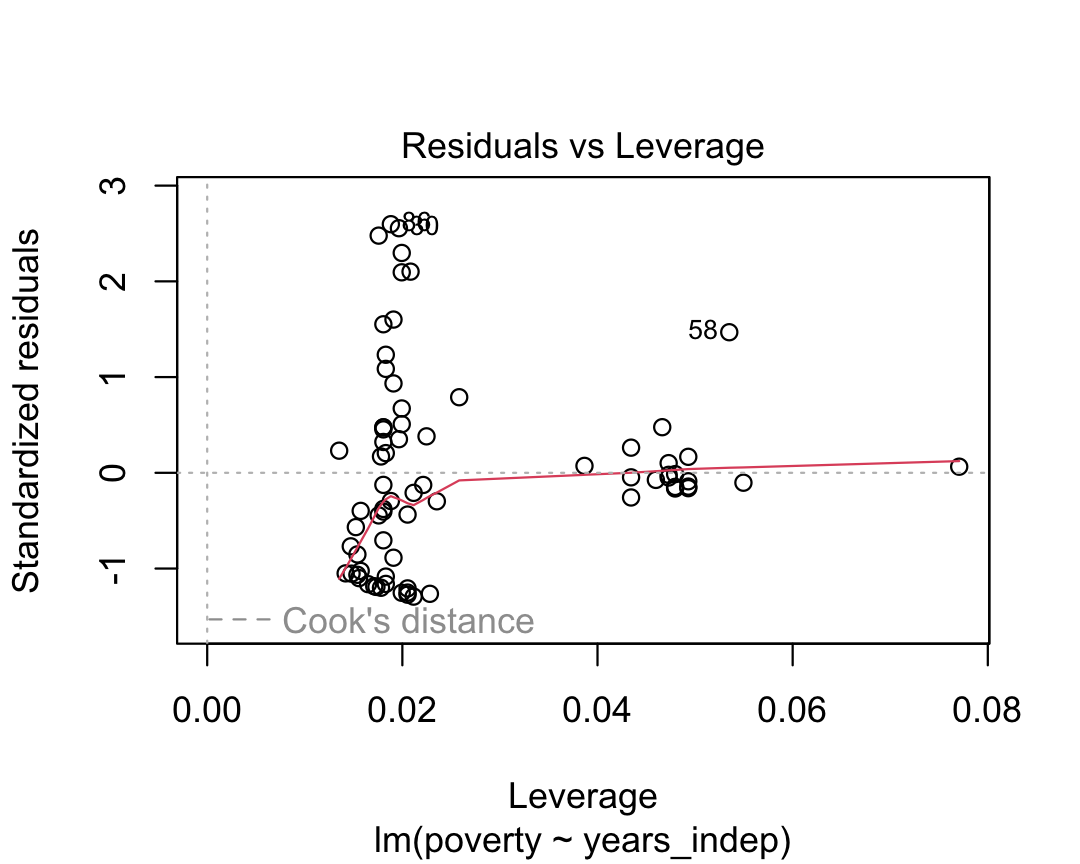 Residuals vs Leverage
Standardized residuals
3
2
1
0
-1
58
Cook's distance
0.00 0.02 0.04 0.06 0.08
Leverage
lm(poverty ~ years_indep)